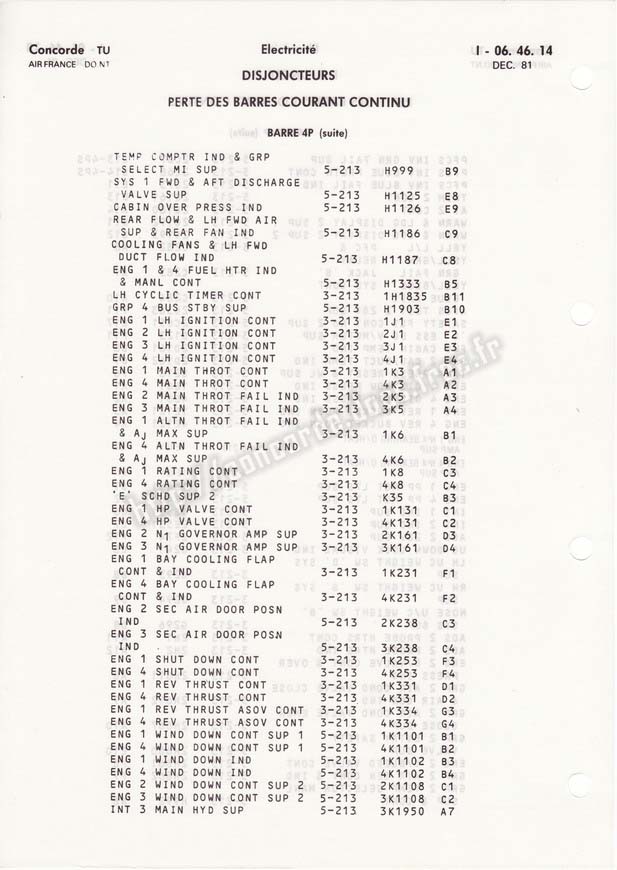 Concorde - TU
Electricité
I - 06. 46. 14
AIR FRANCE DO N1
DEC. 81
DISJONCTEURS
PERTE DES BARRES COURANT CONTINU
BARRE 4P (suite)
TEMP COMPTR IND & GRP
SELECT MI SUP 5-213 H999 B9
SYS 1 FWD & AFT DISCHARGE
VALVE SUP 5-213 H1125 E8
CABIN OVER PRESS IND 5-213 H1126 E9
REAR FLOW & LH FWD AIR
SUP & REAR FAN IND 5-213 H1186 C9
COOLING FANS & LH FWD
DUCT FLOW IND 5-213 H1187 C8
ENG 1 & 4 FUEL HTR IND
& MANL CONT 5-213 H1333 B5
LH CYCLIC TIMER CONT 3-213 1H1835 B11
GRP 4 BUS STBY SUP 5-213 H1903 B10
ENG 1 LH IGNITION CONT 3-213 1J1 E1
ENG 2 LH IGNITION CONT 3-213 2J1 E2
ENG 3 LH IGNITION CONT 3-213 3J1 E3
ENG 4 LH IGNITION CONT 3-213 4J1 E4
ENG 1 MAIN THROT CONT 3-213 1K3 A1
ENG 4 MAIN THROT CONT 3-213 4K3 A2
ENG 2 MAIN THROT FAIL IND 3-213 2K5 A3
ENG 3 MAIN THROT FAIL IND 3-213 3K5 A4
ENG 1 ALTN THROT FAIL IND
& AJ MAX SUP 3-213 1K6 B1
ENG 4 ALTN THROT FAIL IND
& AJ MAX SUP 3-213 4K6 B2
ENG 1 RATING CONT 3-213 1K8 C3
ENG 4 RATING CONT 3-213 4K8 C4
'E' SCHD SUP 2 3-213 K35 B3
ENG 1 HP VALVE CONT 3-213 1K131 C1
ENG 4 HP VALVE CONT 3-213 4K131 C2
ENG 2 N1 GOVERNOR AMP SUP 3-213 2K161 D3
ENG 3 N1 GOVERNOR AMP SUP 3-213 3K161 D4
ENG 1 BAY COOLING FLAP
CONT & IND 3-213 1K231 F1
ENG 4 BAY COOLING FLAP
CONT & IND 3-213 4K231 F2
ENG 2 SEC AIR DOOR POSN
IND 5-213 2K238 C3
ENG 3 SEC AIR DOOR POSN
IND 5-213 3K238 C4
ENG 1 SHUT DOWN CONT 3-213 1K253 F3
ENG 4 SHUT DOWN CONT 3-213 4K253 F4
ENG 1 REV THRUST CONT 3-213 1K331 D1
ENG 4 REV THRUST CONT 3-213 4K331 D2
ENG 1 REV THRUST ASOV CONT 3-213 1K334 G3
ENG 4 REV THRUST ASOV CONT 3-213 4K334 G4
ENG 1 WIND DOWN CONT SUP 1 5-213 1K1101 B1
ENG 4 WIND DOWN CONT SUP 1 5-213 4K1101 B2
ENG 1 WIND DOWN IND 5-213 1K1102 B3
ENG 4 WIND DOWN IND 5-213 4K1102 B4
ENG 2 WIND DOWN CONT SUP 2 5-213 2K1108 C1
ENG 3 WIND DOWN CONT SUP 2 5-213 3K1108 C2
INT 3 MAIN HYD SUP 5-213 3K1950 A7